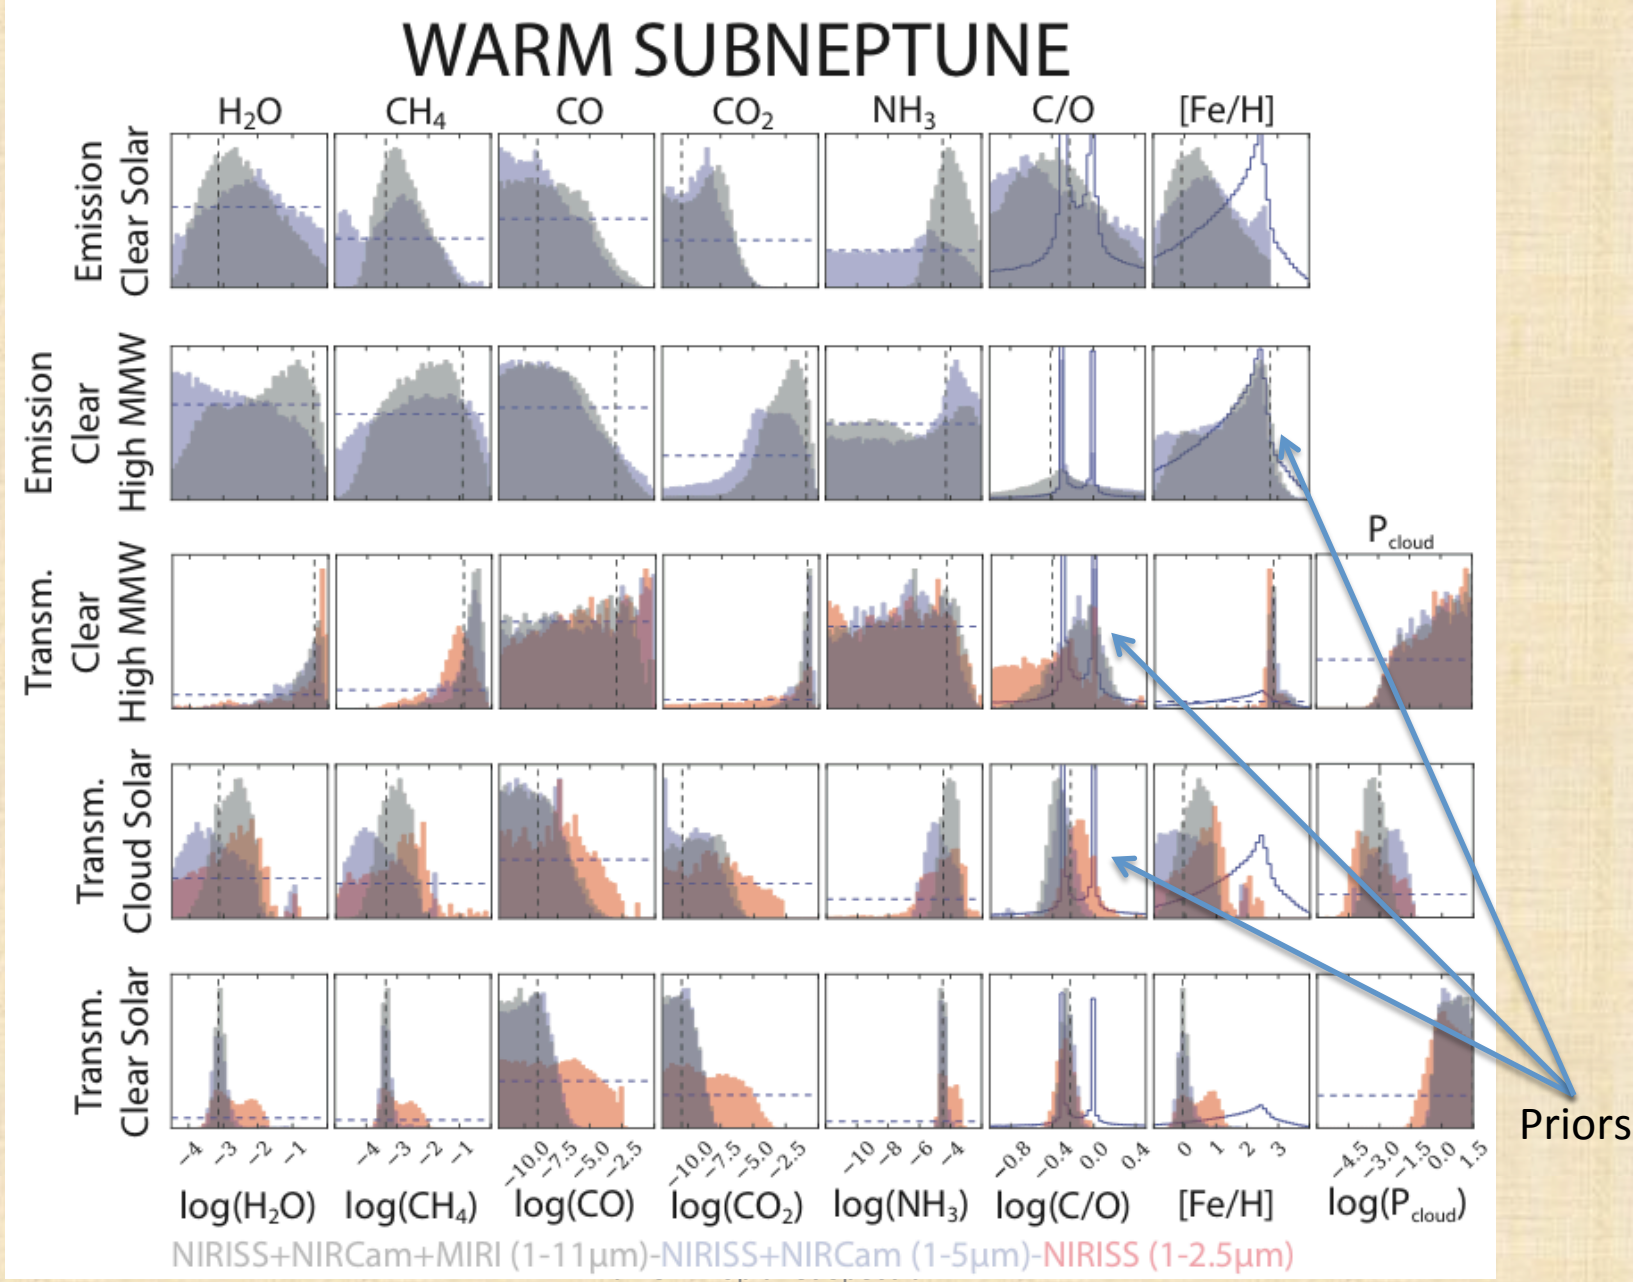 WARM SUBNEPTUNE
H₂O CH₄ CO CO₂ NH₃ C/O [Fe/H]
Emission
Clear Solar
Emission
Clear
High MMW
P_cloud
Transm.
Clear
High MMW
Transm.
Cloud Solar
Transm.
Clear Solar
Priors
−4 −3 −2 −1 −4 −3 −2 −1 −10.0 −7.5 −5.0 −2.5 −10.0 −7.5 −5.0 −2.5 −10 −8 −6 −4 −0.8 −0.4 0.0 0.4 0 1 2 3 −4.5 −3.0 −1.5 0.0 1.5
log(H₂O) log(CH₄) log(CO) log(CO₂) log(NH₃) log(C/O) [Fe/H] log(P_cloud)
NIRISS+NIRCam+MIRI (1-11μm)-NIRISS+NIRCam (1-5μm)-NIRISS (1-2.5μm)